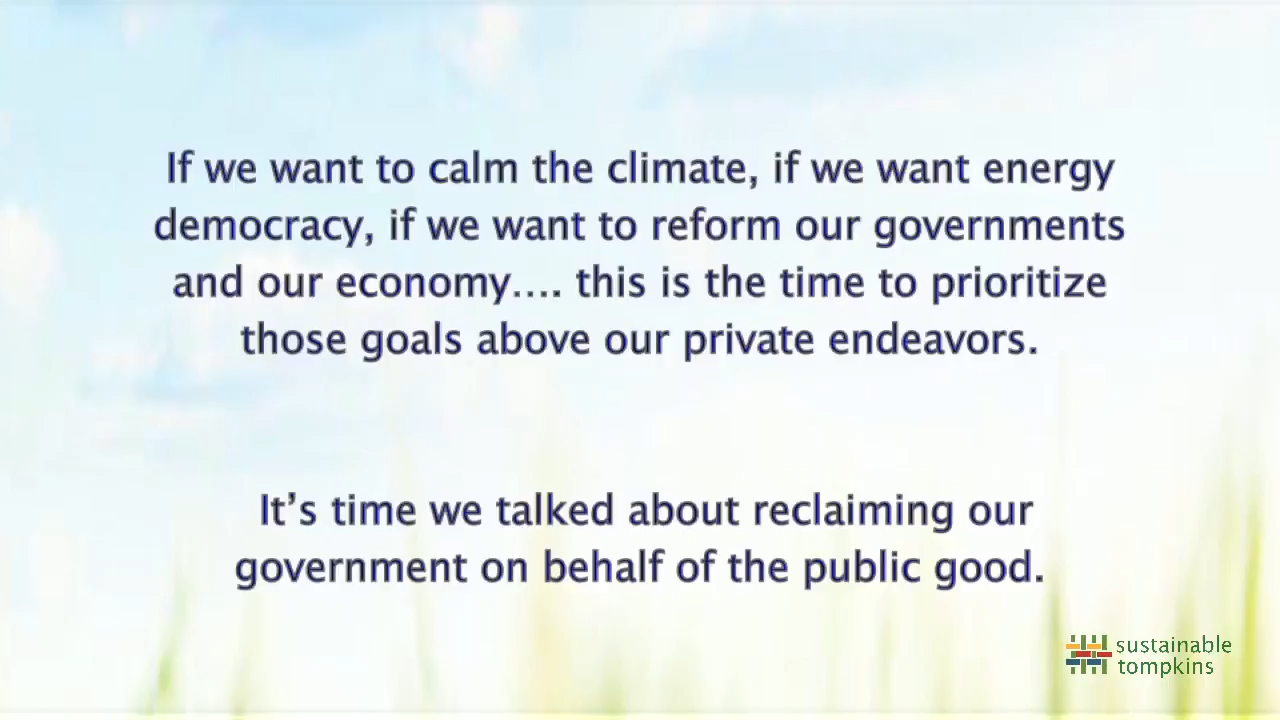 If we want to calm the climate, if we want energy
democracy, if we want to reform our governments
and our economy…. this is the time to prioritize
those goals above our private endeavors.
It’s time we talked about reclaiming our
government on behalf of the public good.
sustainable
tompkins